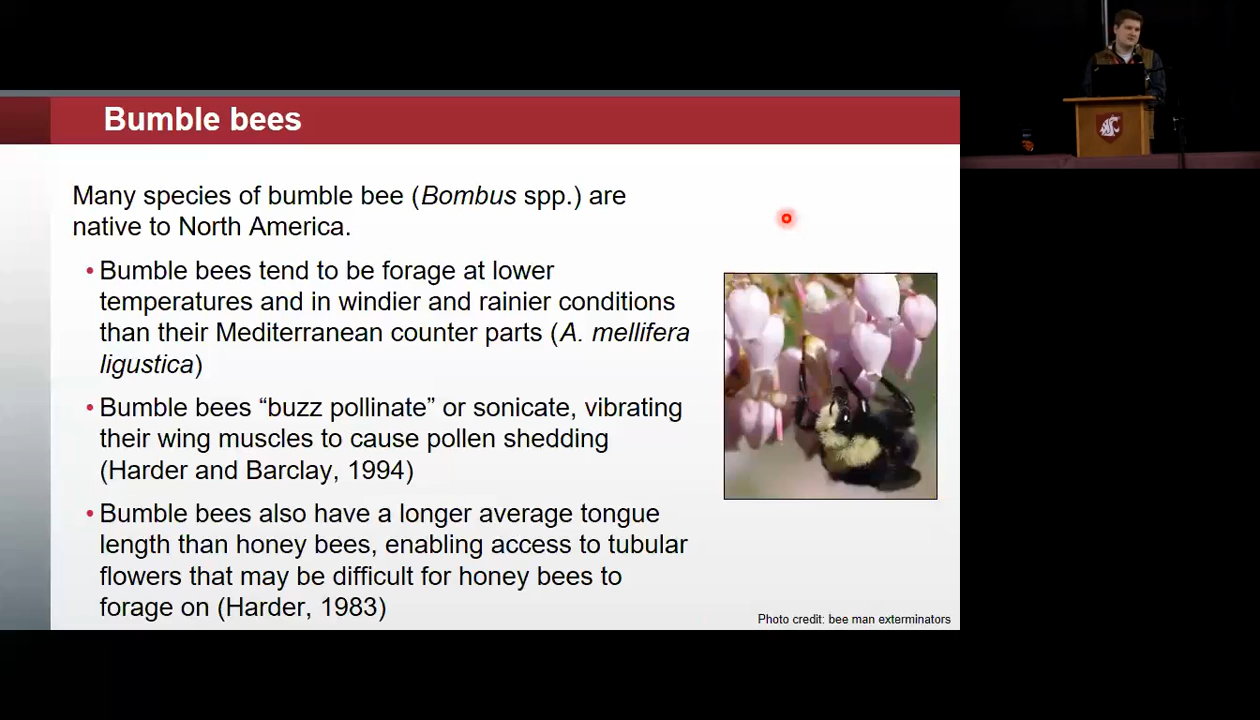 Bumble bees
Many species of bumble bee (Bombus spp.) are
native to North America.
• Bumble bees tend to be forage at lower
temperatures and in windier and rainier conditions
than their Mediterranean counter parts (A. mellifera
ligustica)
• Bumble bees “buzz pollinate” or sonicate, vibrating
their wing muscles to cause pollen shedding
(Harder and Barclay, 1994)
• Bumble bees also have a longer average tongue
length than honey bees, enabling access to tubular
flowers that may be difficult for honey bees to
forage on (Harder, 1983)
Photo credit: bee man exterminators